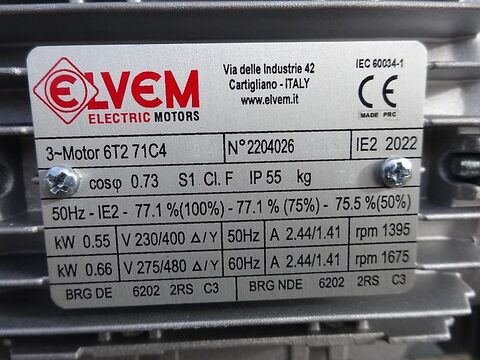 ELVEM
ELECTRIC MOTORS
Via delle Industrie 42
Cartigliano - ITALY
www.elvem.it
IEC 60034-1
CE
MADE PRC
3~Motor 6T2 71C4 N°2204026 IE2 2022
cosφ 0.73 S1 Cl. F IP 55 kg
50Hz - IE2 - 77.1 %(100%) - 77.1 % (75%) - 75.5 %(50%)
kW 0.55 V 230/400 △/Y 50Hz A 2.44/1.41 rpm 1395
kW 0.66 V 275/480 △/Y 60Hz A 2.44/1.41 rpm 1675
BRG DE 6202 2RS C3 BRG NDE 6202 2RS C3